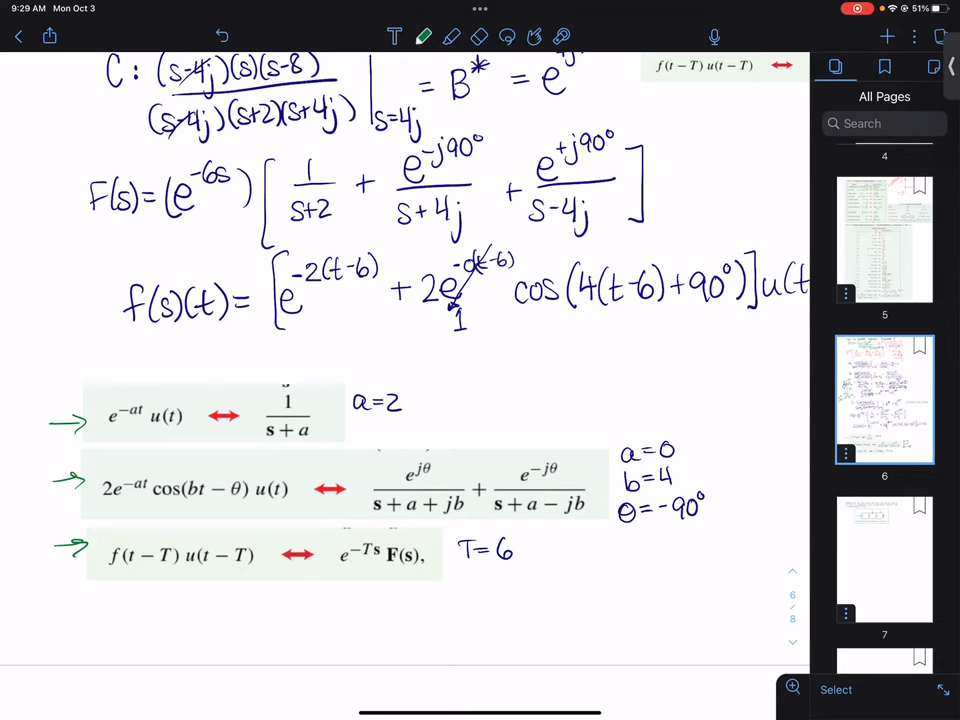 9:29 AM Mon Oct 3
51%
C : (s-4j)(s)(s-8) / (s-4j)(s+2)(s+4j) |s=4j = B* = e
f(t − T) u(t − T) ↔
F(s) = (e^-6s) [ 1/(s+2) + e^-j90°/(s+4j) + e^+j90°/(s-4j) ]
f(s)(t) = [e^-2(t-6) + 2e^-0(t-6) cos(4(t-6)+90°)]u(t
1
e^−at u(t) ↔ 1/(s + a) a=2
2e^−at cos(bt − θ) u(t) ↔ e^jθ/(s + a + jb) + e^−jθ/(s + a − jb)
a=0
b=4
θ=-90°
f(t − T) u(t − T) ↔ e^−Ts F(s), T=6
6
/
8
All Pages
Search
4
5
6
7
Select